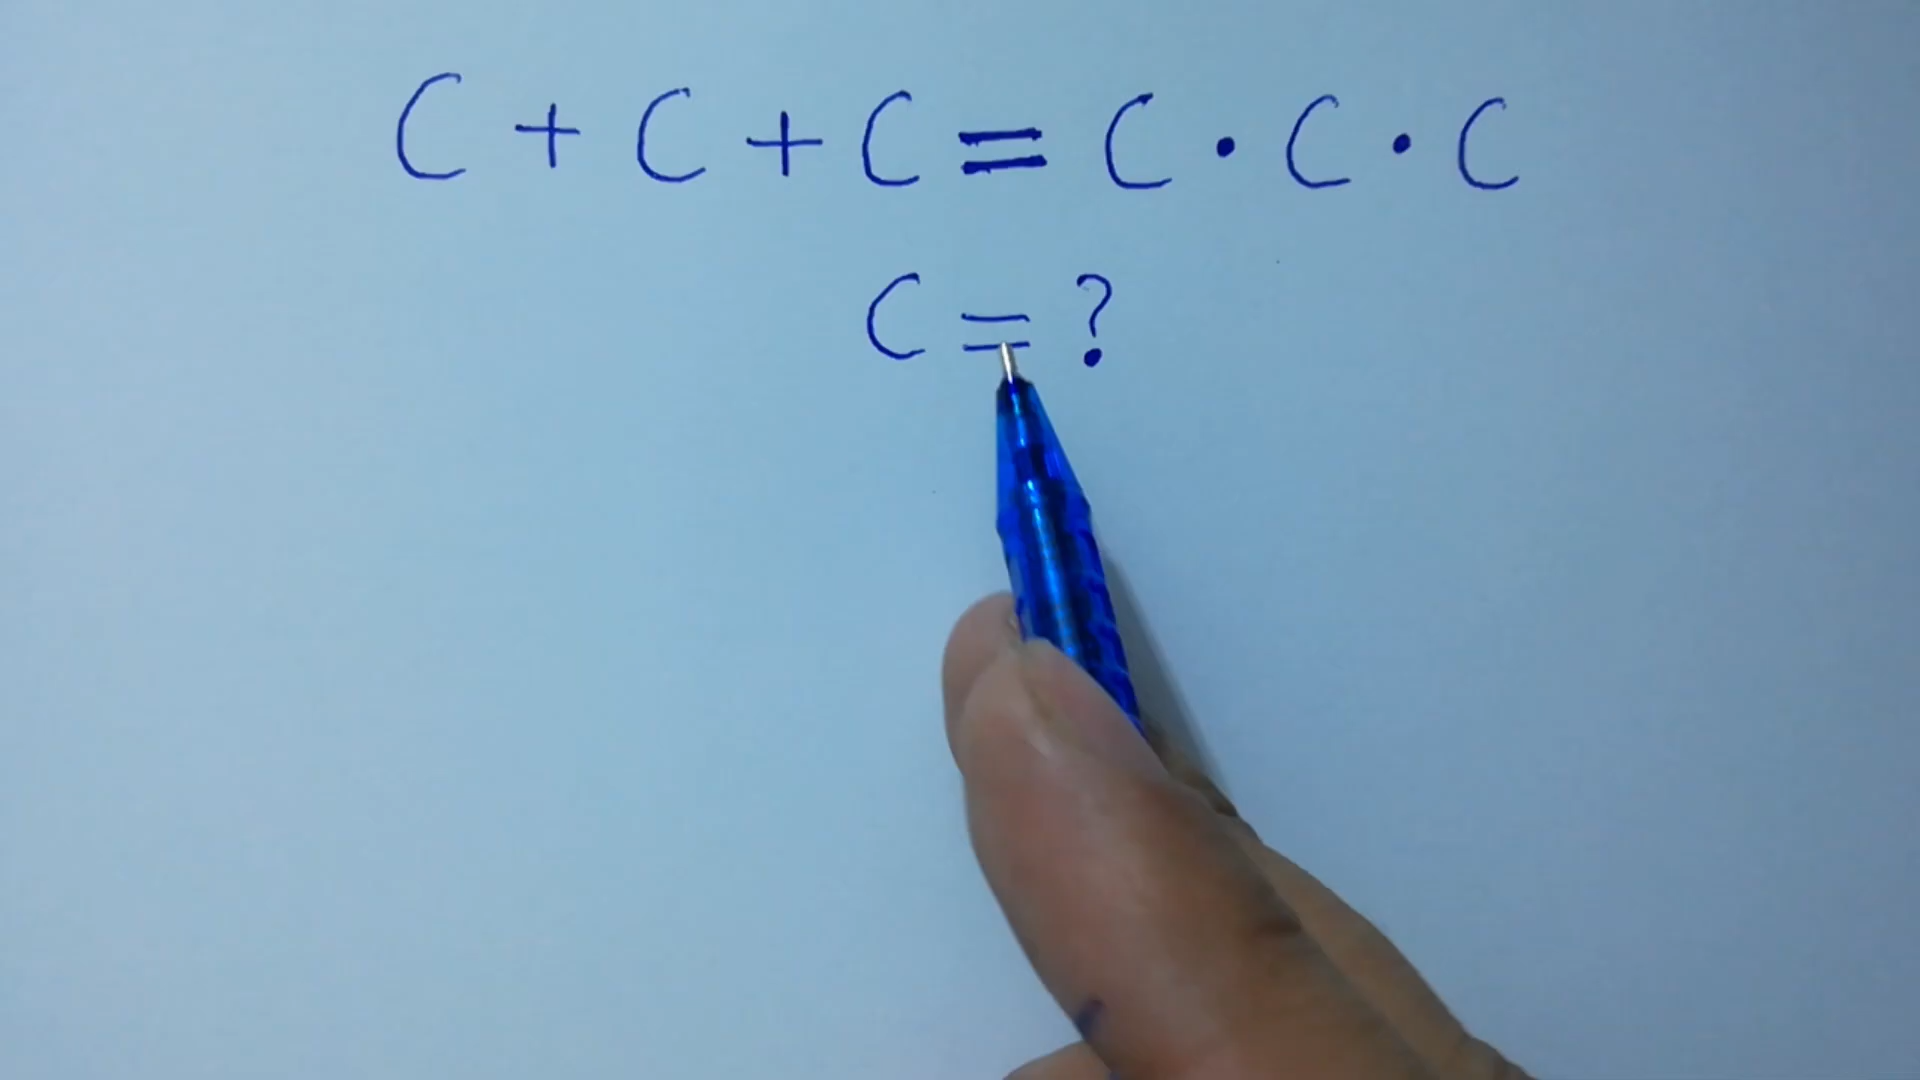 C + C + C = C · C · C
C = ?